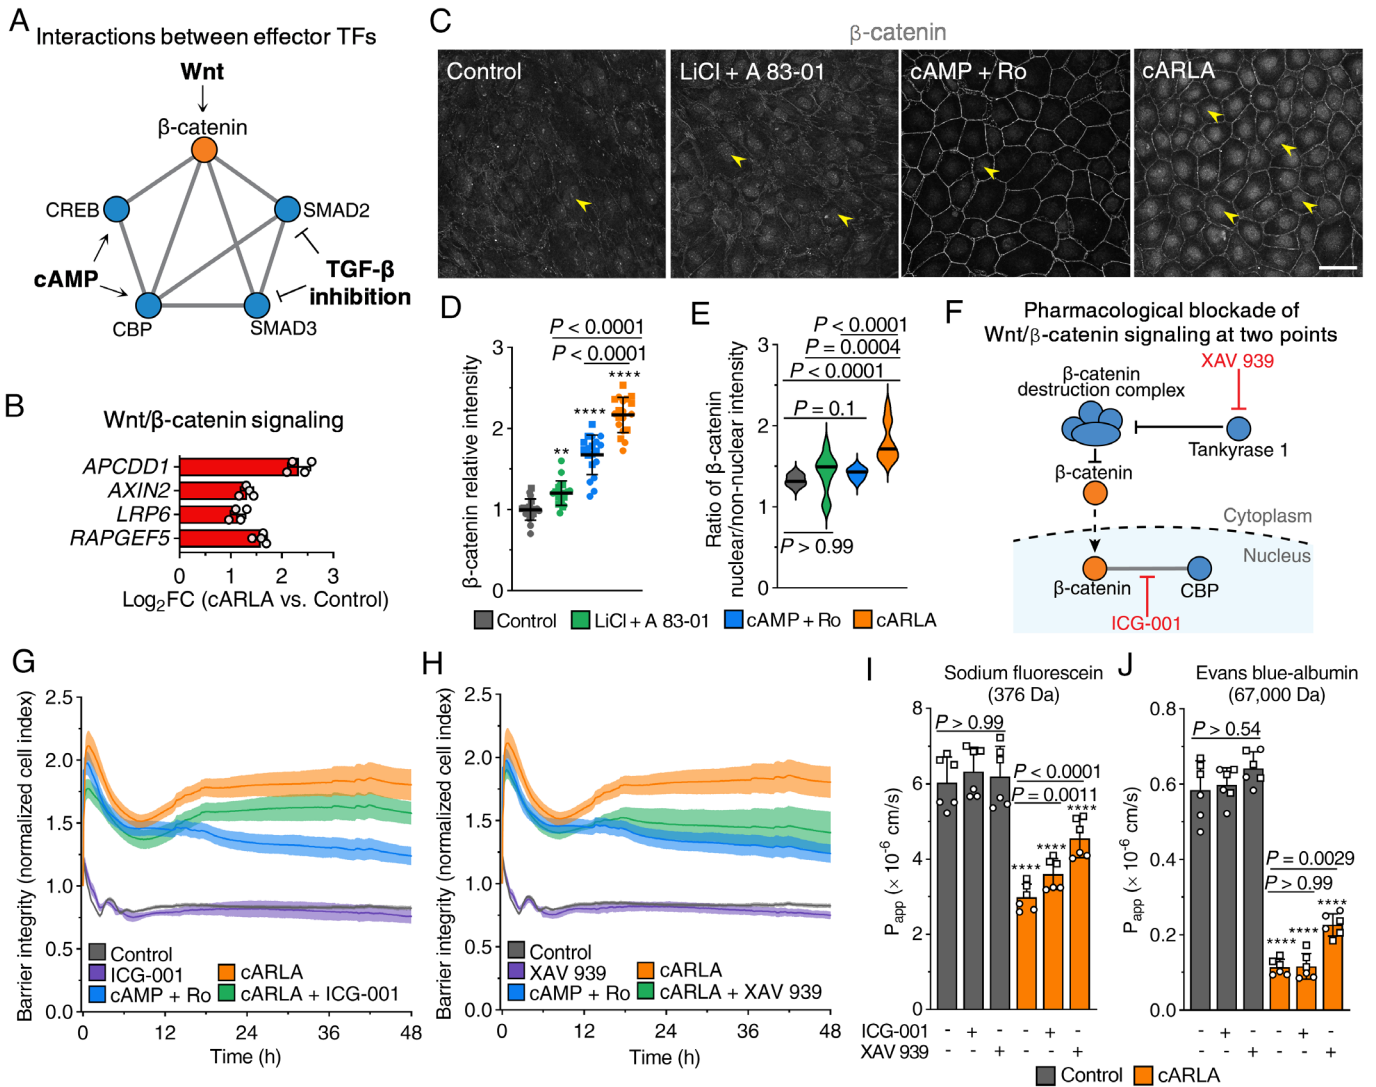 A
Interactions between effector TFs
Wnt
β-catenin
CREB
SMAD2
cAMP
TGF-β
inhibition
CBP
SMAD3
B
Wnt/β-catenin signaling
APCDD1
AXIN2
LRP6
RAPGEF5
0 1 2 3
Log2FC (cARLA vs. Control)
C
β-catenin
Control
LiCl + A 83-01
cAMP + Ro
cARLA
D
P < 0.0001
P < 0.0001
****
****
**
3
2
1
0
β-catenin relative intensity
E
P < 0.0001
P = 0.0004
P < 0.0001
P = 0.1
P > 0.99
3
2
1
0
Ratio of β-catenin
nuclear/non-nuclear intensity
Control LiCl + A 83-01 cAMP + Ro cARLA
F
Pharmacological blockade of
Wnt/β-catenin signaling at two points
XAV 939
β-catenin
destruction complex
Tankyrase 1
β-catenin
Cytoplasm
Nucleus
β-catenin
CBP
ICG-001
G
Barrier integrity (normalized cell index)
2.5
2.0
1.5
1.0
0.5
0.0
Control
ICG-001
cAMP + Ro
cARLA
cARLA + ICG-001
0 12 24 36 48
Time (h)
H
Barrier integrity (normalized cell index)
2.5
2.0
1.5
1.0
0.5
0.0
Control
XAV 939
cAMP + Ro
cARLA
cARLA + XAV 939
0 12 24 36 48
Time (h)
I
Sodium fluorescein
(376 Da)
8
6
4
2
0
Papp (× 10-6 cm/s)
P > 0.99
P < 0.0001
P = 0.0011
****
****
****
ICG-001 - + - - + -
XAV 939 - - + - - +
J
Evans blue-albumin
(67,000 Da)
0.8
0.6
0.4
0.2
0.0
Papp (× 10-6 cm/s)
P > 0.54
P = 0.0029
P > 0.99
****
****
****
- + - - + -
- - + - - +
Control cARLA